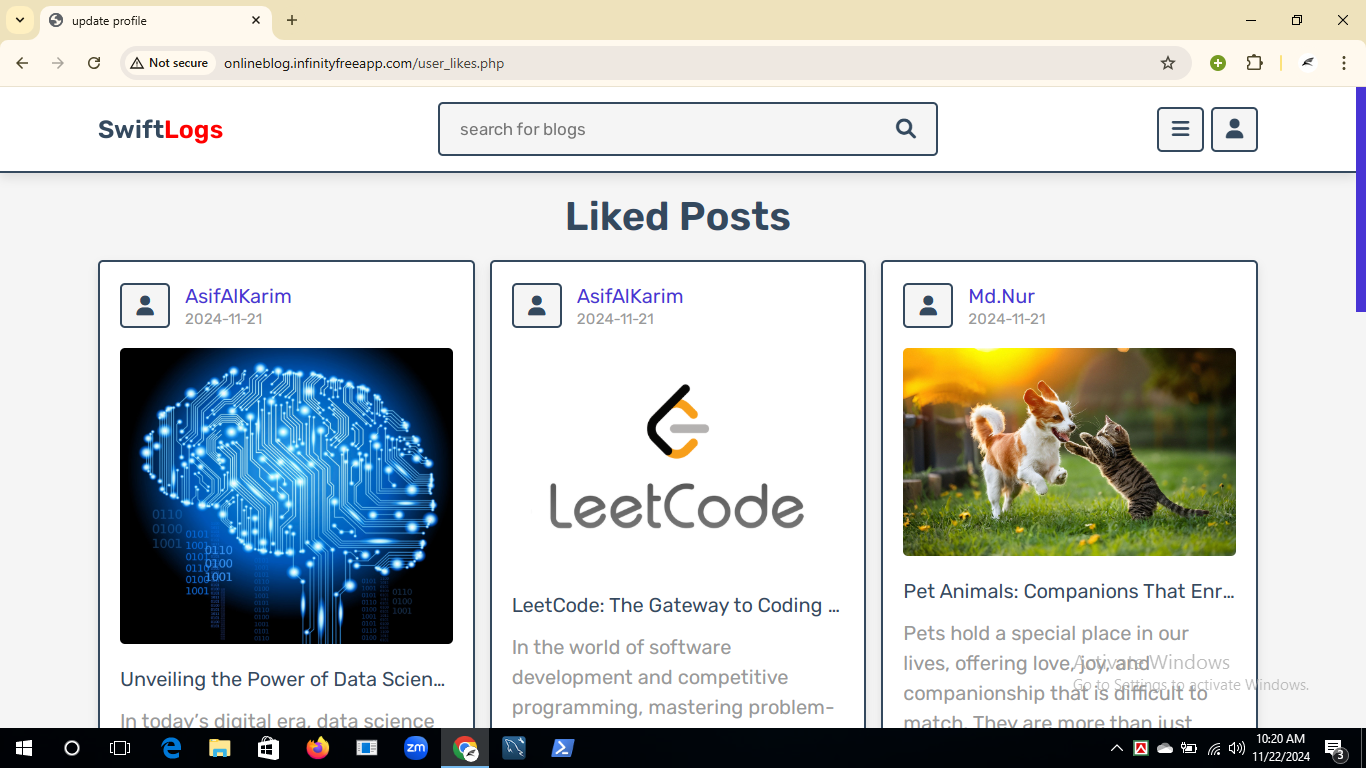 update profile
Not secure
onlineblog.infinityfreeapp.com/user_likes.php
SwiftLogs
search for blogs
Liked Posts
AsifAlKarim
2024-11-21
0110
0100
1001
Unveiling the Power of Data Scien...
In today's digital era, data science
AsifAlKarim
2024-11-21
LeetCode
LeetCode: The Gateway to Coding ...
In the world of software
development and competitive
programming, mastering problem-
Md.Nur
2024-11-21
Pet Animals: Companions That Enr...
Pets hold a special place in our
lives, offering love, joy, and
companionship that is difficult to
match. They are more than just
Activate Windows
Go to Settings to activate Windows.
zm
10:20 AM
11/22/2024
3